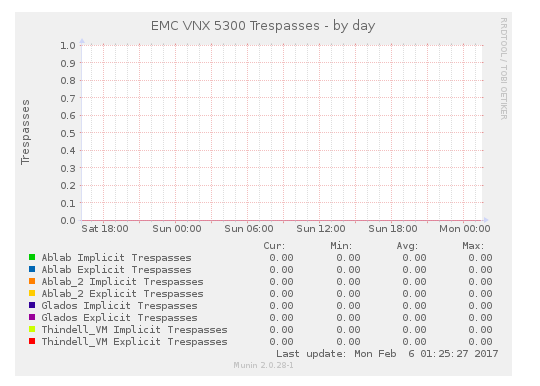 EMC VNX 5300 Trespasses - by day
RRDTOOL / TOBI OETIKER
Trespasses
1.0
0.9
0.8
0.7
0.6
0.5
0.4
0.3
0.2
0.1
0.0
Sat 18:00 Sun 00:00 Sun 06:00 Sun 12:00 Sun 18:00 Mon 00:00
Cur: Min: Avg: Max:
Ablab Implicit Trespasses 0.00 0.00 0.00 0.00
Ablab Explicit Trespasses 0.00 0.00 0.00 0.00
Ablab_2 Implicit Trespasses 0.00 0.00 0.00 0.00
Ablab_2 Explicit Trespasses 0.00 0.00 0.00 0.00
Glados Implicit Trespasses 0.00 0.00 0.00 0.00
Glados Explicit Trespasses 0.00 0.00 0.00 0.00
Thindell_VM Implicit Trespasses 0.00 0.00 0.00 0.00
Thindell_VM Explicit Trespasses 0.00 0.00 0.00 0.00
Last update: Mon Feb 6 01:25:27 2017
Munin 2.0.28-1